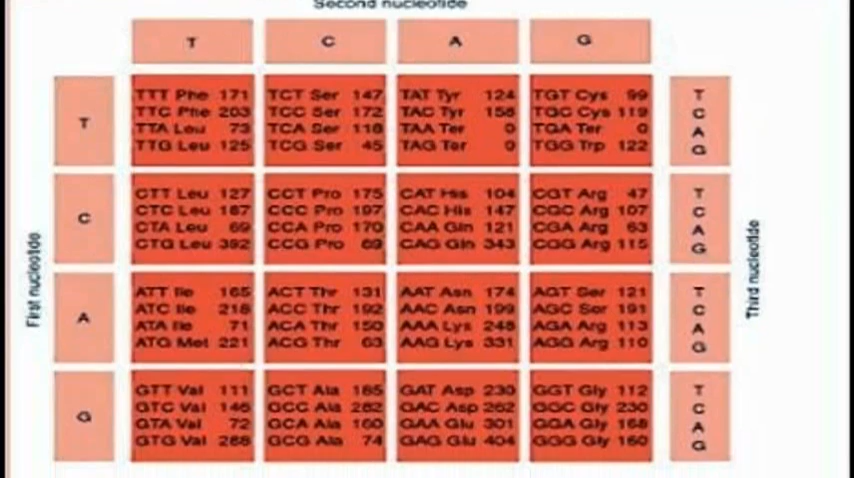 Second nucleotide
T C A G
TTT Phe 171 TCT Ser 147 TAT Tyr 124 TGT Cys 99 T
TTC Phe 203 TCC Ser 172 TAC Tyr 158 TGC Cys 119 C
T TTA Leu 73 TCA Ser 118 TAA Ter 0 TGA Ter 0 A
TTG Leu 125 TCG Ser 45 TAG Ter 0 TGG Trp 122 G
CTT Leu 127 CCT Pro 175 CAT His 104 CGT Arg 47 T
CTC Leu 187 CCC Pro 197 CAC His 147 CGC Arg 107 C
C CTA Leu 69 CCA Pro 170 CAA Gln 121 CGA Arg 63 A
CTG Leu 392 CCG Pro 69 CAG Gln 343 CGG Arg 115 G
First nucleotide
Third nucleotide
ATT Ile 165 ACT Thr 131 AAT Asn 174 AGT Ser 121 T
ATC Ile 218 ACC Thr 192 AAC Asn 199 AGC Ser 191 C
A ATA Ile 71 ACA Thr 150 AAA Lys 248 AGA Arg 113 A
ATG Met 221 ACG Thr 63 AAG Lys 331 AGG Arg 110 G
GTT Val 111 GCT Ala 185 GAT Asp 230 GGT Gly 112 T
GTC Val 146 GCC Ala 282 GAC Asp 262 GGC Gly 230 C
G GTA Val 72 GCA Ala 160 GAA Glu 301 GGA Gly 168 A
GTG Val 288 GCG Ala 74 GAG Glu 404 GGG Gly 160 G